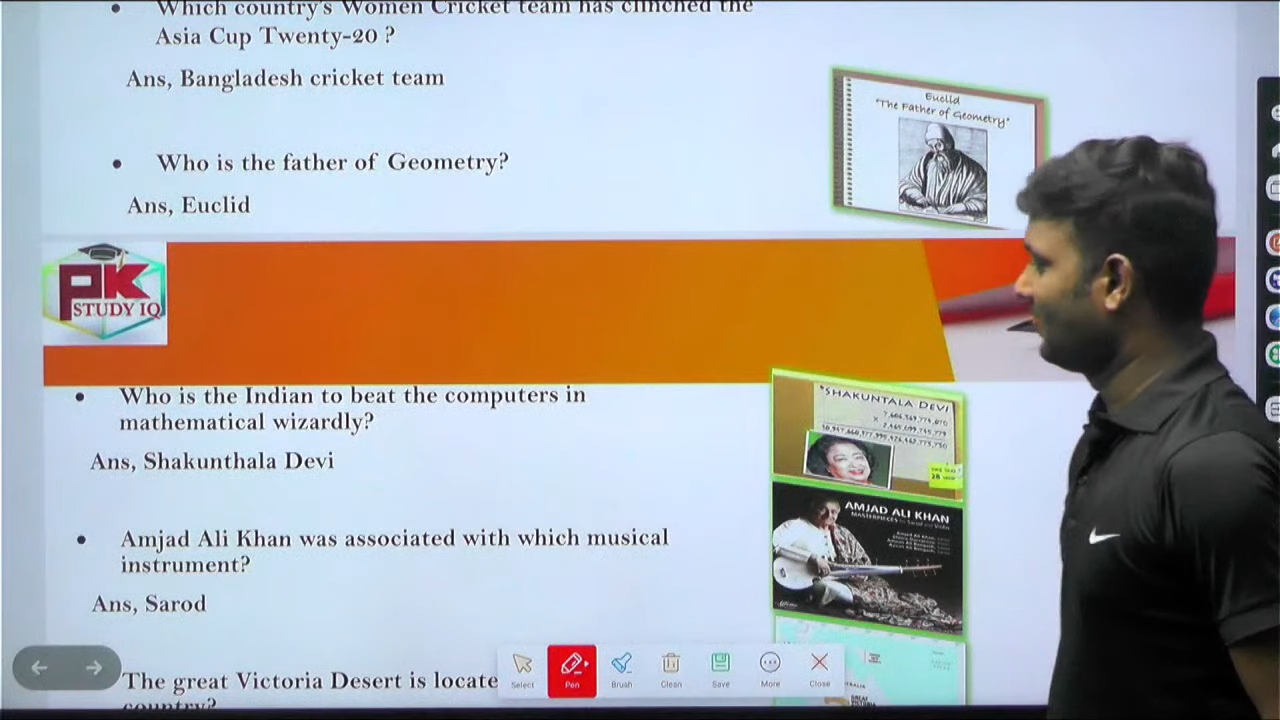 Which country's Women Cricket team has clinched the
Asia Cup Twenty-20 ?
Ans, Bangladesh cricket team
Euclid
"The Father of Geometry"
Who is the father of Geometry?
Ans, Euclid
PK
STUDY IQ
Who is the Indian to beat the computers in
mathematical wizardly?
Ans, Shakunthala Devi
"SHAKUNTALA DEVI
AMJAD ALI KHAN
Amjad Ali Khan was associated with which musical
instrument?
Ans, Sarod
The great Victoria Desert is locate
country?
Select
Pen
Brush
Clean
Save
More
Close
GREAT